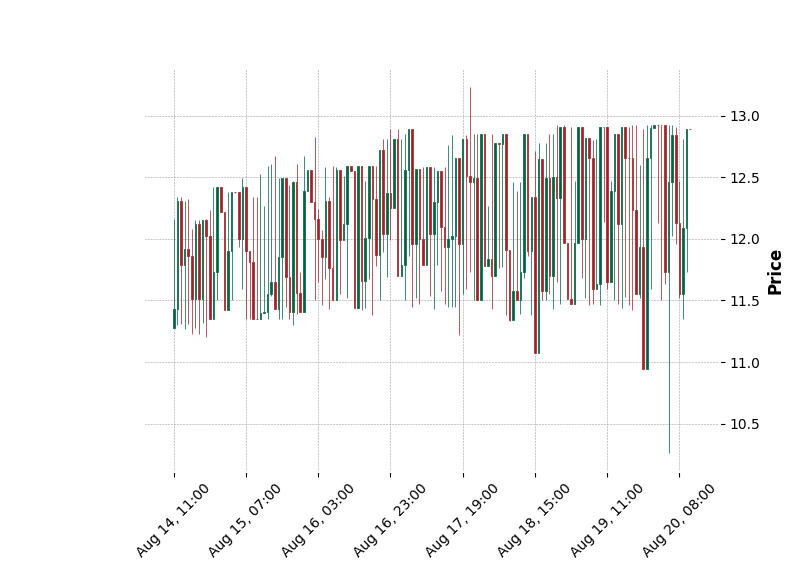 13.0
12.5
12.0
11.5
11.0
10.5
Price
Aug 14, 11:00
Aug 15, 07:00
Aug 16, 03:00
Aug 16, 23:00
Aug 17, 19:00
Aug 18, 15:00
Aug 19, 11:00
Aug 20, 08:00